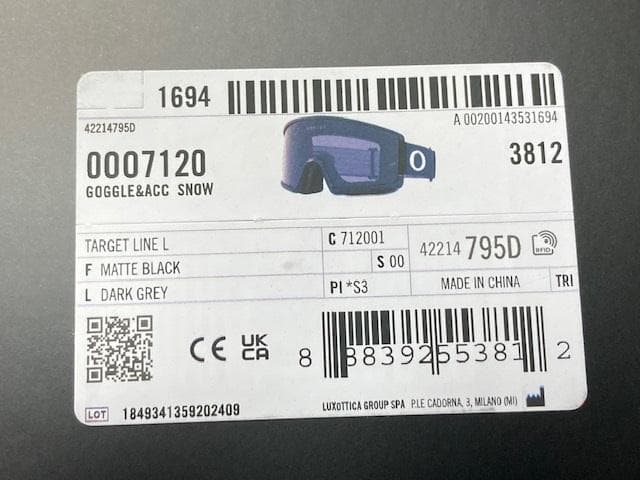 1694
A 00200143531694
42214795D
0007120
3812
GOGGLE&ACC SNOW
O
TARGET LINE L
C 712001
42214 795D
RFID
F MATTE BLACK
S 00
L DARK GREY
PI *S3
MADE IN CHINA
TRI
CE UK CA
8 883925538 1 2
LOT 1849341359202409
LUXOTTICA GROUP SPA P.LE CADORNA, 3, MILANO (MI)